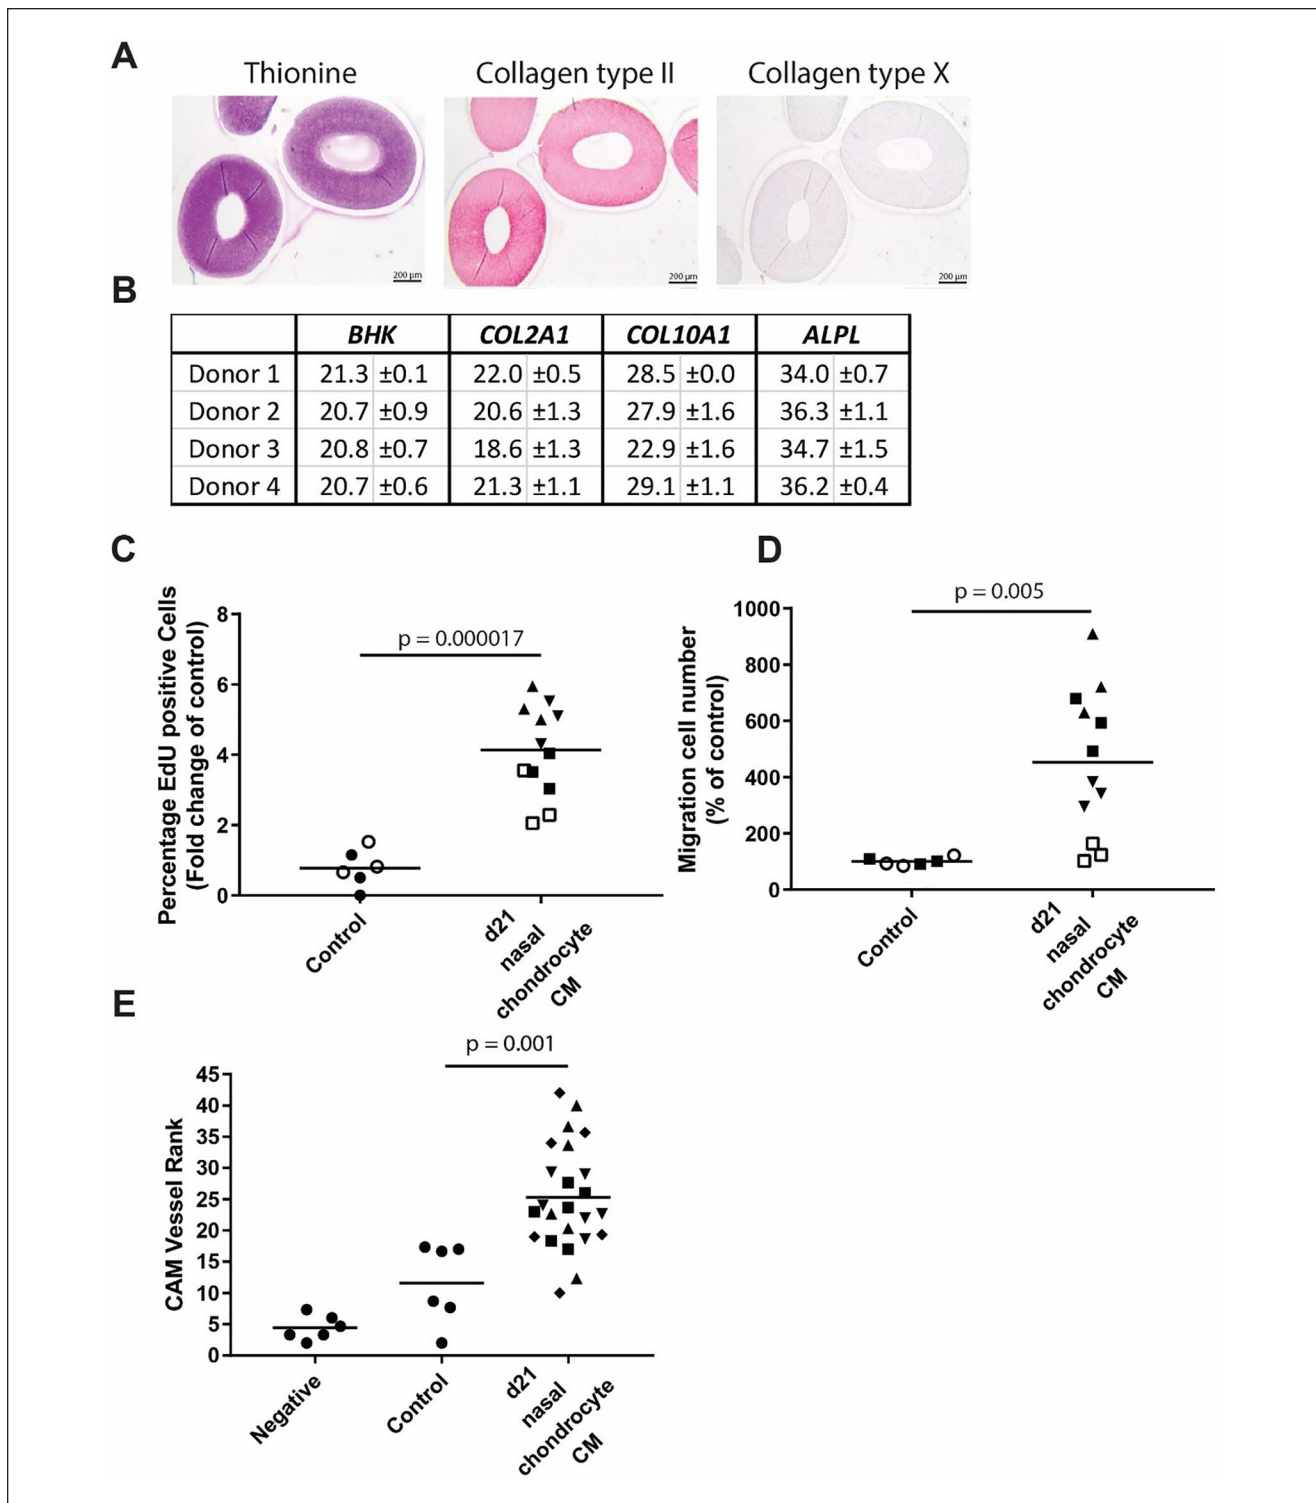 A
Thionine
Collagen type II
Collagen type X
200 µm
200 µm
200 µm
B
BHK COL2A1 COL10A1 ALPL
Donor 1 21.3 ±0.1 22.0 ±0.5 28.5 ±0.0 34.0 ±0.7
Donor 2 20.7 ±0.9 20.6 ±1.3 27.9 ±1.6 36.3 ±1.1
Donor 3 20.8 ±0.7 18.6 ±1.3 22.9 ±1.6 34.7 ±1.5
Donor 4 20.7 ±0.6 21.3 ±1.1 29.1 ±1.1 36.2 ±0.4
C
Percentage EdU positive Cells
(Fold change of control)
8
6
4
2
0
p = 0.000017
Control
d21
nasal
chondrocyte
CM
D
Migration cell number
(% of control)
1000
800
600
400
200
0
p = 0.005
Control
d21
nasal
chondrocyte
CM
E
CAM Vessel Rank
45
40
35
30
25
20
15
10
5
0
p = 0.001
Negative
Control
d21
nasal
chondrocyte
CM